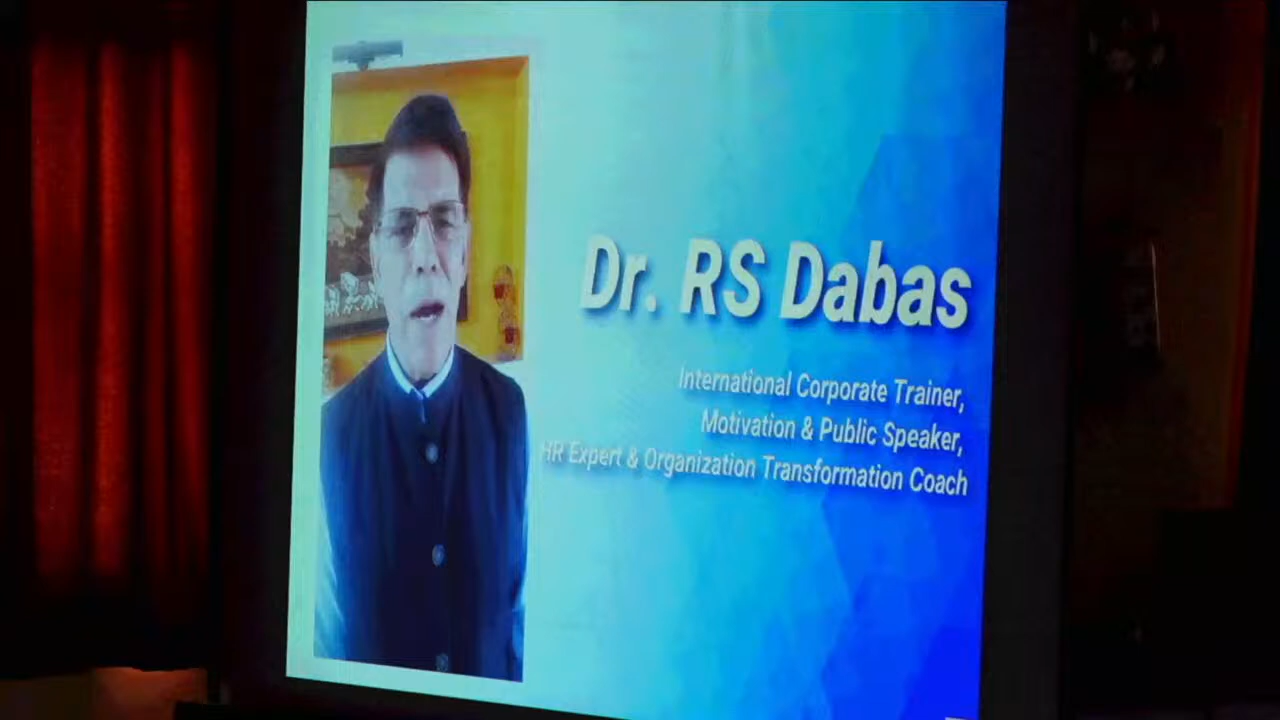 Dr. RS Dabas
International Corporate Trainer,
Motivation & Public Speaker,
HR Expert & Organization Transformation Coach